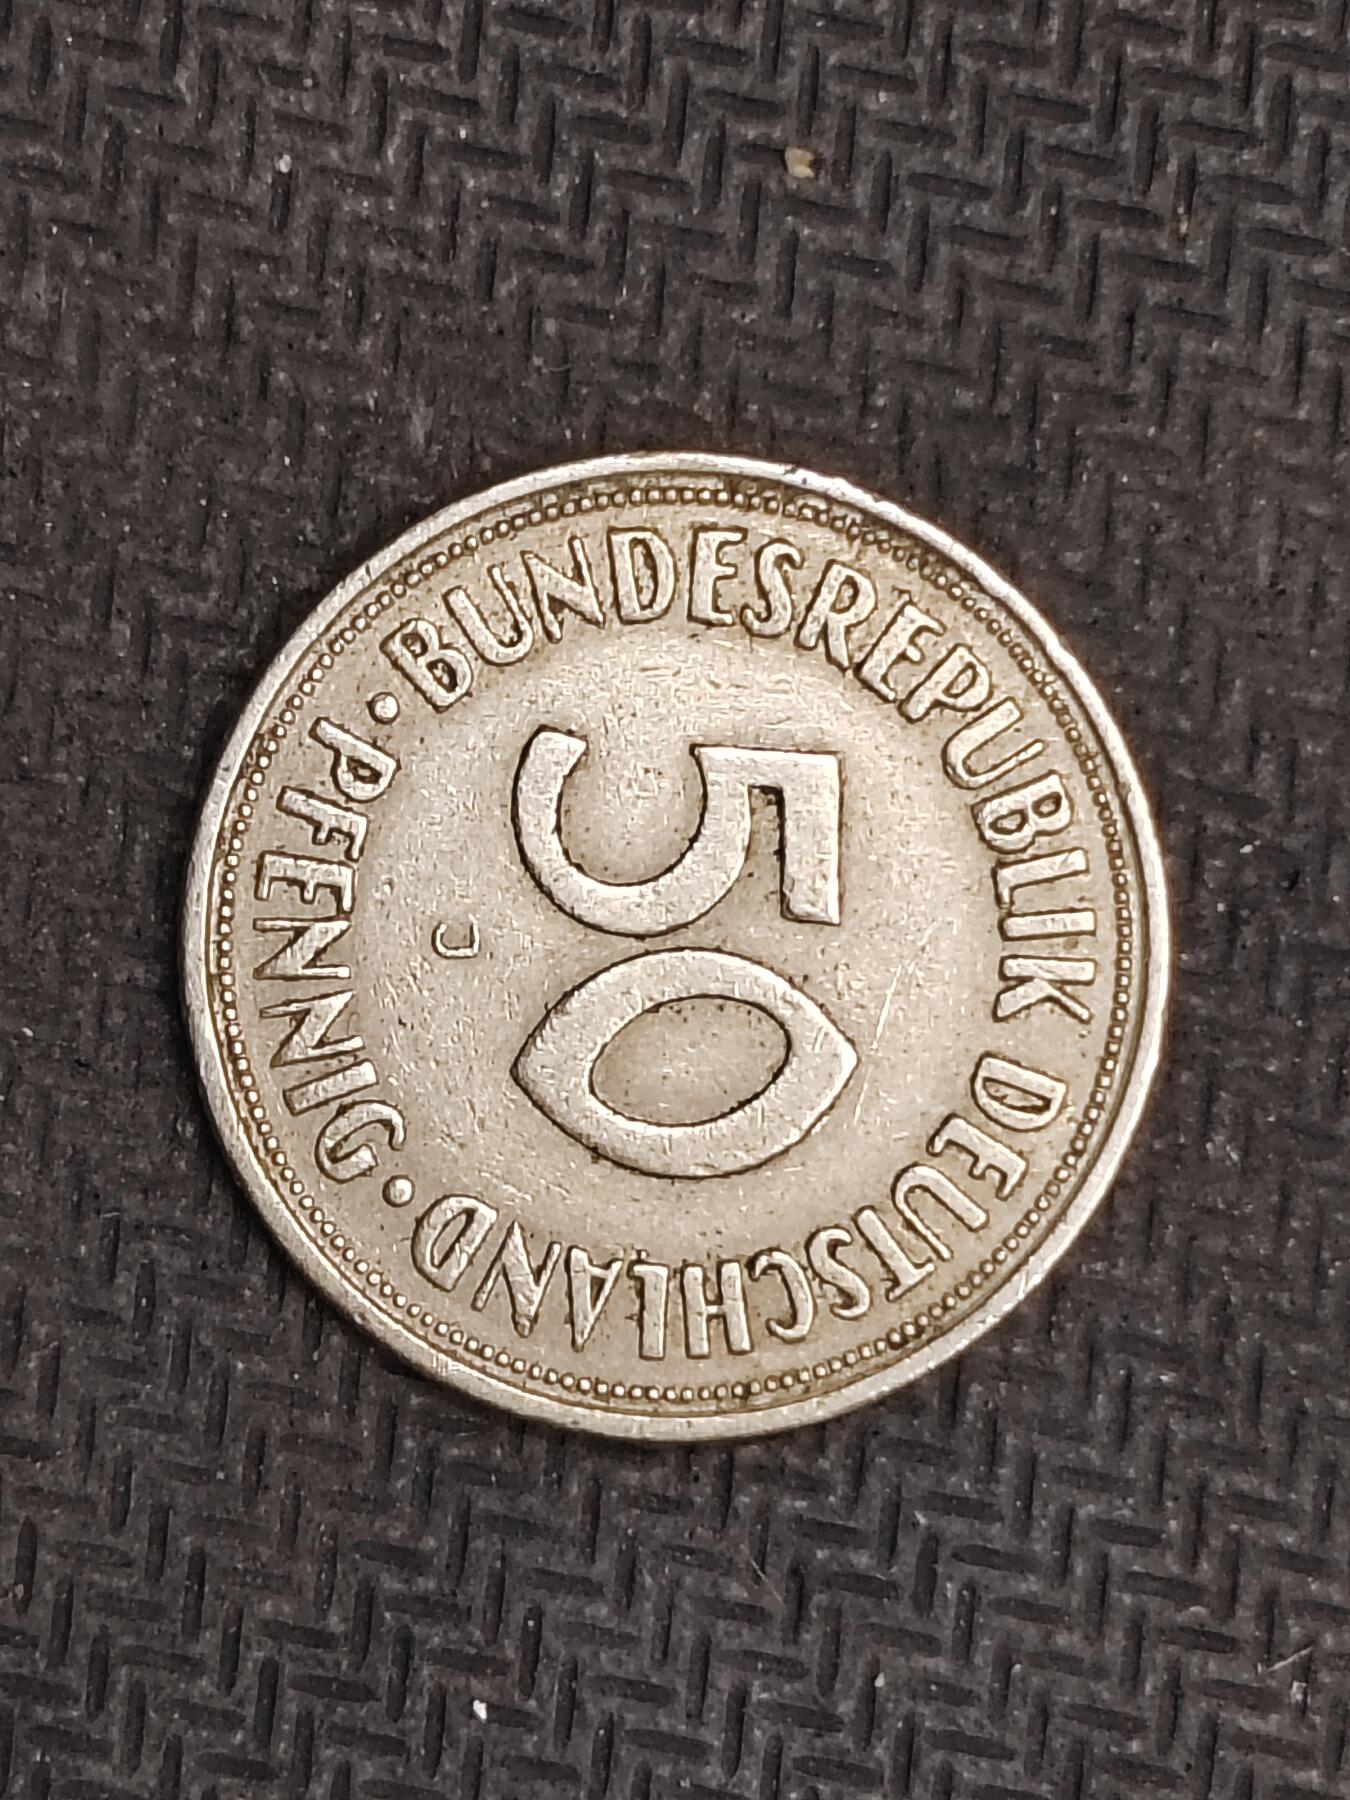 BUNDESREPUBLIK DEUTSCHLAND
50
J
PFENNIG